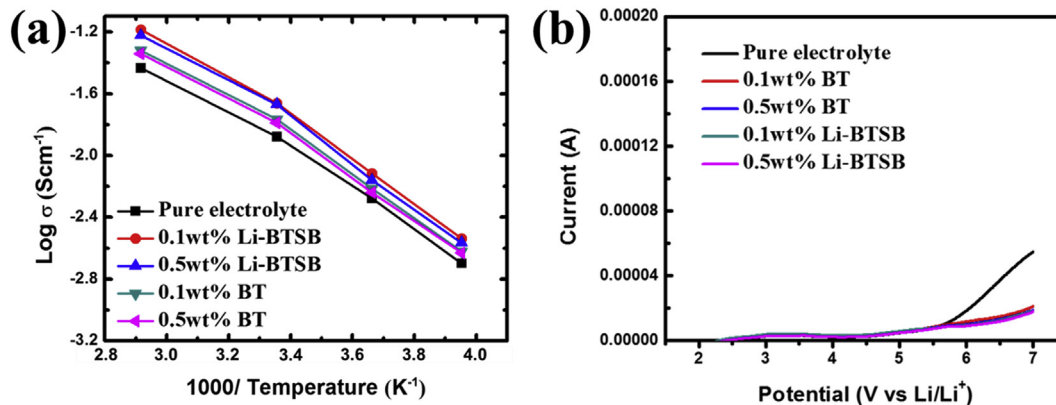 (a)
-1.2
-1.6
-2.0
-2.4
-2.8
-3.2
Log σ (Scm⁻¹)
Pure electrolyte
0.1wt% Li-BTSB
0.5wt% Li-BTSB
0.1wt% BT
0.5wt% BT
2.8 3.0 3.2 3.4 3.6 3.8 4.0
1000/ Temperature (K⁻¹)
(b)
0.00020
0.00016
0.00012
0.00008
0.00004
0.00000
Current (A)
Pure electrolyte
0.1wt% BT
0.5wt% BT
0.1wt% Li-BTSB
0.5wt% Li-BTSB
2 3 4 5 6 7
Potential (V vs Li/Li⁺)